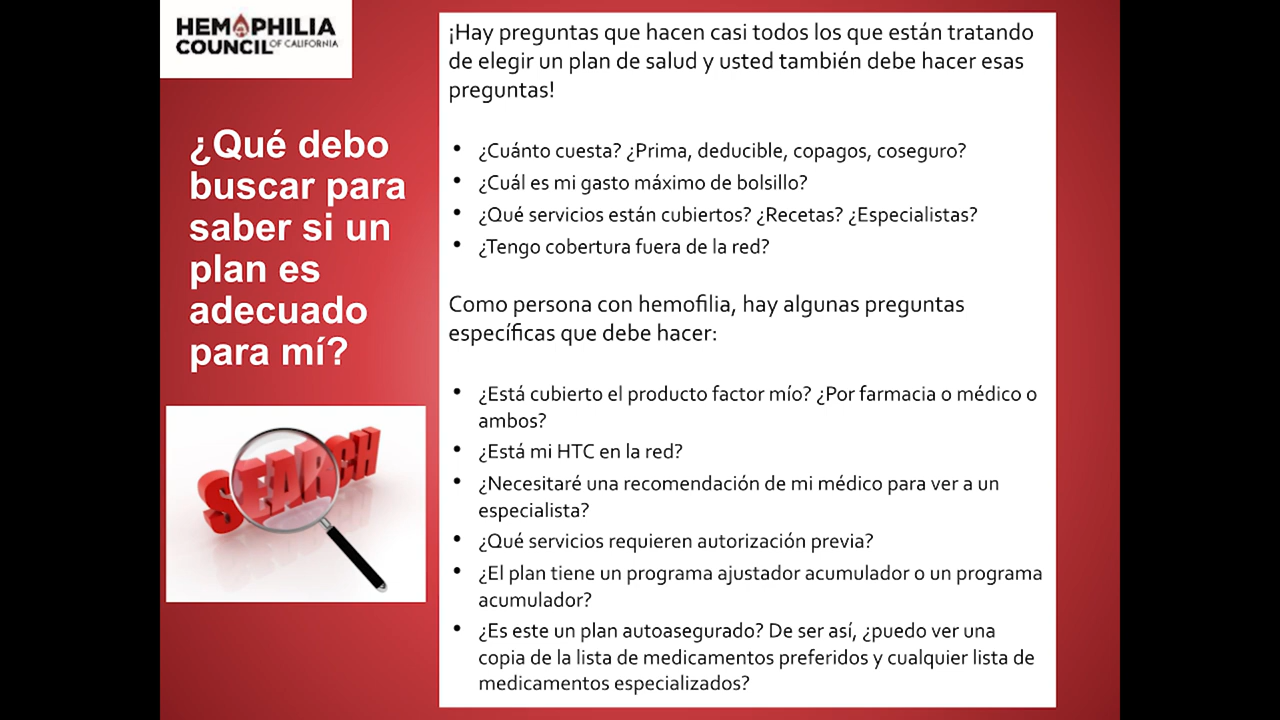 HEMOPHILIA
COUNCIL OF CALIFORNIA
¿Qué debo
buscar para
saber si un
plan es
adecuado
para mí?
SEARCH
¡Hay preguntas que hacen casi todos los que están tratando
de elegir un plan de salud y usted también debe hacer esas
preguntas!
• ¿Cuánto cuesta? ¿Prima, deducible, copagos, coseguro?
• ¿Cuál es mi gasto máximo de bolsillo?
• ¿Qué servicios están cubiertos? ¿Recetas? ¿Especialistas?
• ¿Tengo cobertura fuera de la red?
Como persona con hemofilia, hay algunas preguntas
específicas que debe hacer:
• ¿Está cubierto el producto factor mío? ¿Por farmacia o médico o
ambos?
• ¿Está mi HTC en la red?
• ¿Necesitaré una recomendación de mi médico para ver a un
especialista?
• ¿Qué servicios requieren autorización previa?
• ¿El plan tiene un programa ajustador acumulador o un programa
acumulador?
• ¿Es este un plan autoasegurado? De ser así, ¿puedo ver una
copia de la lista de medicamentos preferidos y cualquier lista de
medicamentos especializados?